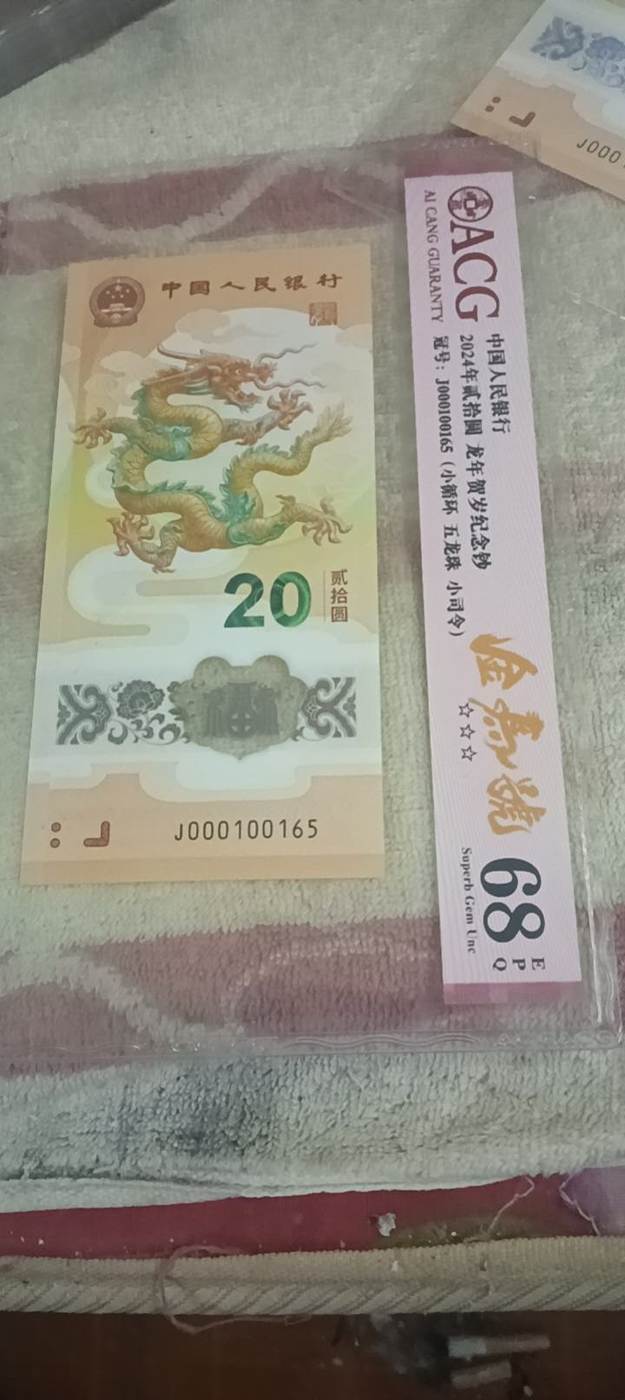 中国人民银行
20
贰拾圆
J000100165
ACG
AI CANG GUARANTY
中国人民银行
2024年贰拾圆 龙年贺岁纪念钞
冠号：J000100165（小循环 五龙珠 小司令）
☆☆☆
68
EPQ
Superb Gem Unc
J000